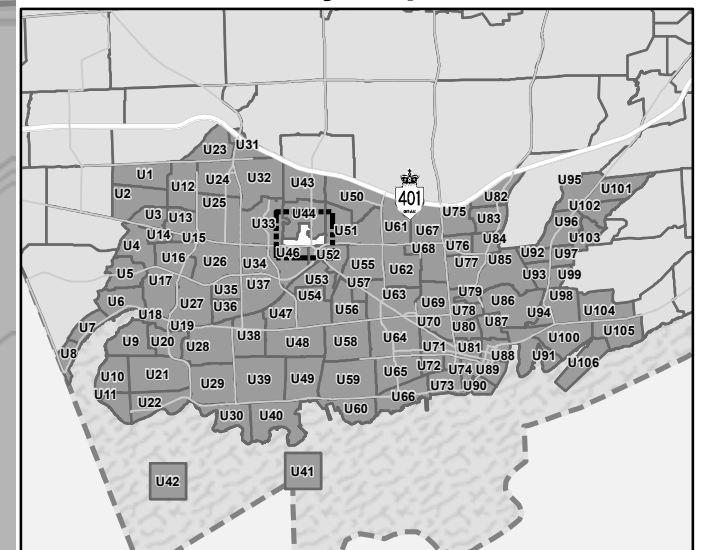 U23 U31
U1 U12 U24 U32 U43
U2 U25 U50
U3 U13 U33 U44
U4 U14 U15 U46 U51 U52
U5 U16 U26 U34 U53 U55
U17 U35 U37 U54 U57
U6 U18 U27 U36 U47 U56
U7 U19 U38
U8 U9 U20 U28 U48 U58
U10 U21 U29 U39 U49 U59
U11 U22 U30 U40 U60
401
U61 U67 U75 U82
U62 U68 U76 U83
U63 U77 U84 U85
U69 U78 U79 U86
U64 U70 U80 U87
U65 U71 U81 U88
U66 U72 U74 U89
U73 U90
U95 U101
U102
U96 U103
U92 U97
U93 U99
U98
U94 U104
U100 U105
U91 U106
U41
U42